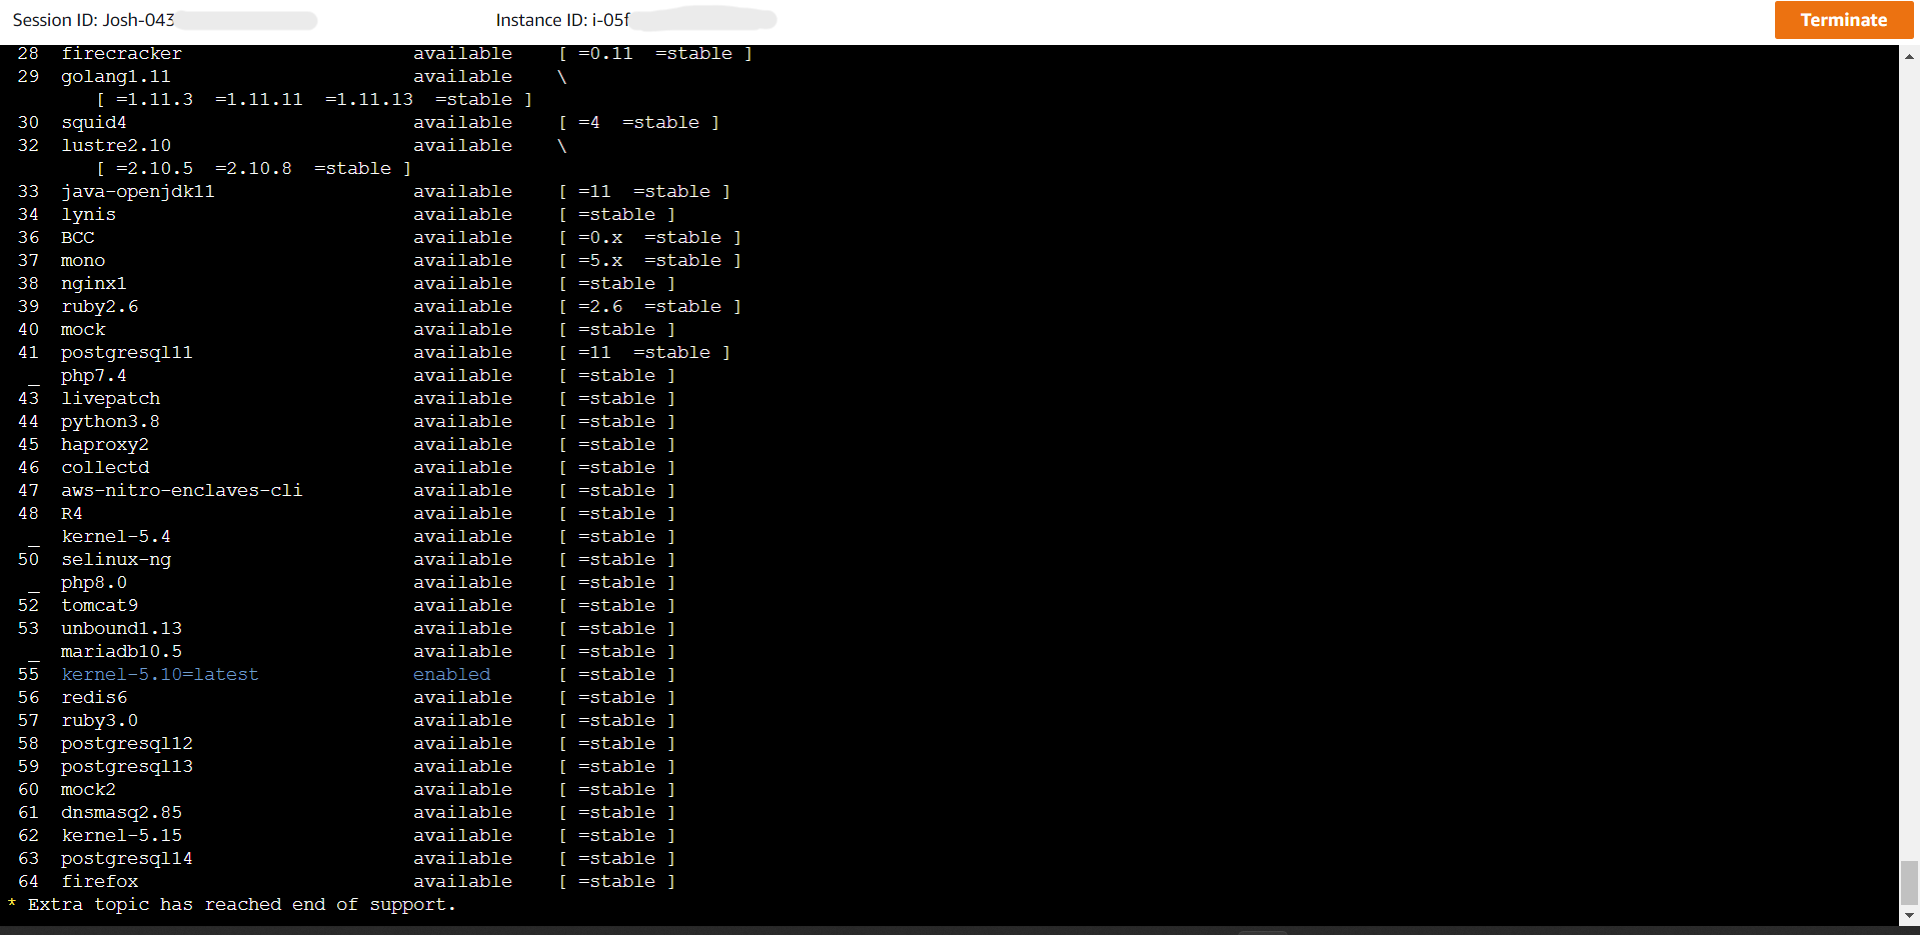 Session ID: Josh-043 Instance ID: i-05f Terminate
28 firecracker available [ =0.11 =stable ]
29 golang1.11 available \
[ =1.11.3 =1.11.11 =1.11.13 =stable ]
30 squid4 available [ =4 =stable ]
32 lustre2.10 available \
[ =2.10.5 =2.10.8 =stable ]
33 java-openjdk11 available [ =11 =stable ]
34 lynis available [ =stable ]
36 BCC available [ =0.x =stable ]
37 mono available [ =5.x =stable ]
38 nginx1 available [ =stable ]
39 ruby2.6 available [ =2.6 =stable ]
40 mock available [ =stable ]
41 postgresql11 available [ =11 =stable ]
_ php7.4 available [ =stable ]
43 livepatch available [ =stable ]
44 python3.8 available [ =stable ]
45 haproxy2 available [ =stable ]
46 collectd available [ =stable ]
47 aws-nitro-enclaves-cli available [ =stable ]
48 R4 available [ =stable ]
_ kernel-5.4 available [ =stable ]
50 selinux-ng available [ =stable ]
_ php8.0 available [ =stable ]
52 tomcat9 available [ =stable ]
53 unbound1.13 available [ =stable ]
_ mariadb10.5 available [ =stable ]
55 kernel-5.10=latest enabled [ =stable ]
56 redis6 available [ =stable ]
57 ruby3.0 available [ =stable ]
58 postgresql12 available [ =stable ]
59 postgresql13 available [ =stable ]
60 mock2 available [ =stable ]
61 dnsmasq2.85 available [ =stable ]
62 kernel-5.15 available [ =stable ]
63 postgresql14 available [ =stable ]
64 firefox available [ =stable ]
* Extra topic has reached end of support.